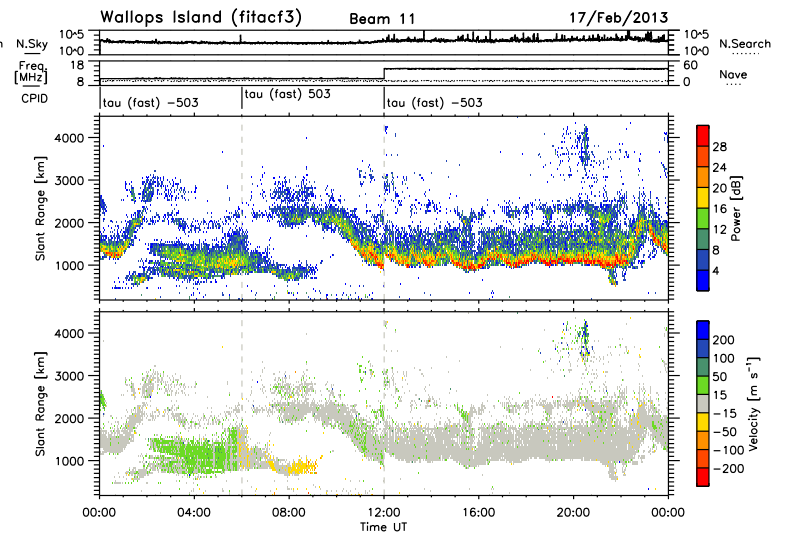 Wallops Island (fitacf3) Beam 11 17/Feb/2013
n N.Sky 10^5 10^5 N.Search
10^0 10^0
Freq. 18 60 Nave
[MHz] 8 0
CPID tau (fast) -503 tau (fast) 503 tau (fast) -503
Slant Range [km]
4000
3000
2000
1000
Power [dB]
28
24
20
16
12
8
4
Slant Range [km]
4000
3000
2000
1000
Velocity [m s⁻¹]
200
100
50
15
-15
-50
-100
-200
00:00 04:00 08:00 12:00 16:00 20:00 00:00
Time UT